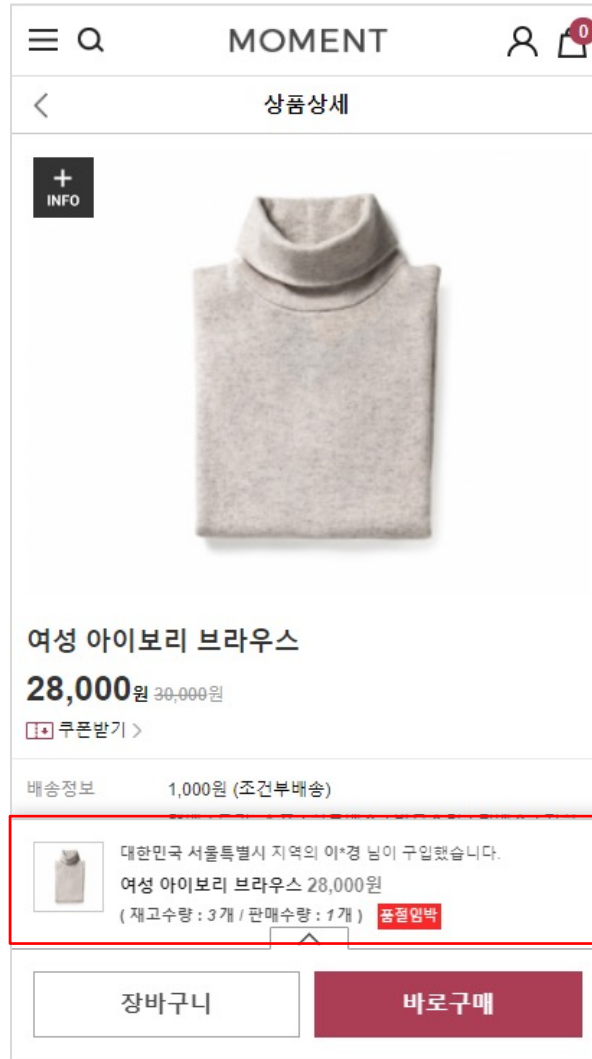 MOMENT
0
상품상세
+
INFO
여성 아이보리 브라우스
28,000원 30,000원
쿠폰받기 >
배송정보 1,000원 (조건부배송)
대한민국 서울특별시 지역의 이*경 님이 구입했습니다.
여성 아이보리 브라우스 28,000원
( 재고수량 : 3개 / 판매수량 : 1개 ) 품절임박
장바구니 바로구매